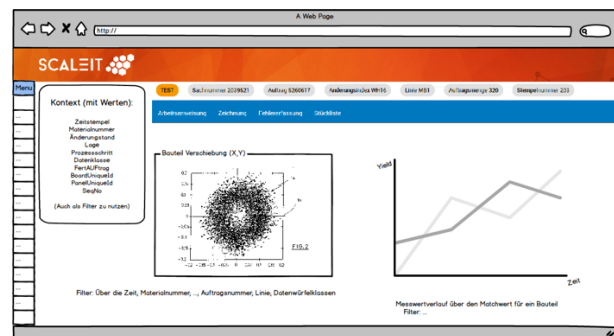 A Web Page
http://
SCALEIT
Menu
TEST
Sachnummer 2039821
Auftrag 6260617
Änderungsindex WH16
Linie MS1
Auftragsmenge 320
Stempelnummer 233
Arbeitsanweisung Zeichnung Fehlererfassung Stückliste
Kontext (mit Werten):
Zeitstempel
Materialnummer
Änderungstand
Lage
Prozessschritt
Datenklasse
FertAUFtrag
BoardUniqueId
PanelUniqueId
SeqNo
(Auch als Filter zu nutzen)
Bauteil Verschiebung (X,Y)
FIG.2
Filter: Über die Zeit, Materialnummer, ..., Auftragsnummer, Linie, Datenwürfelklassen
Yield
Zeit
Messwertverlauf über den Matchwert für ein Bauteil
Filter: ..